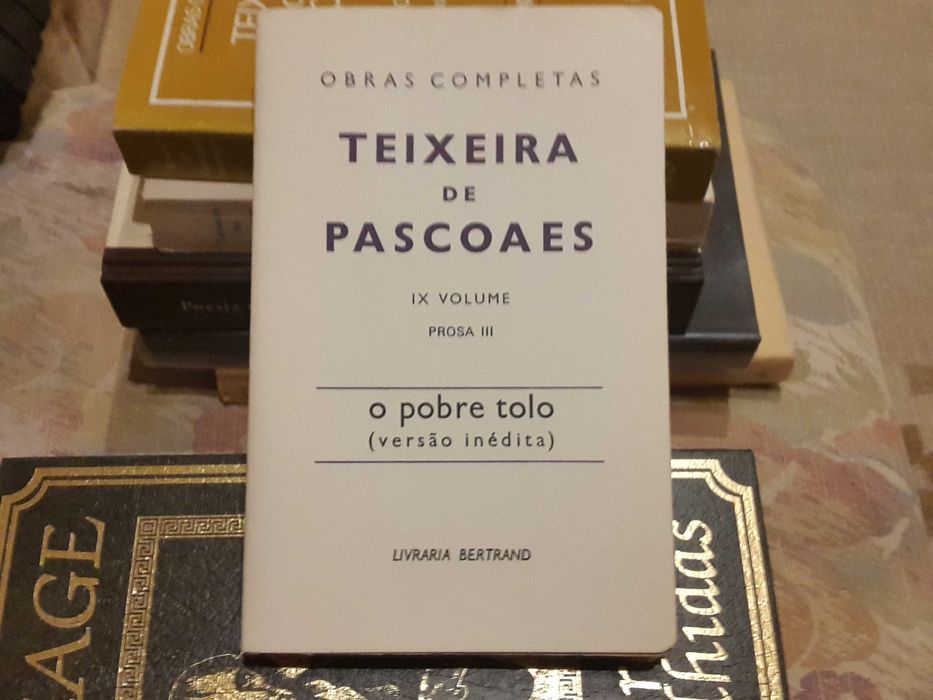 OBRAS COMPLETAS
TEIXEIRA
DE
PASCOAES
IX VOLUME
PROSA III
o pobre tolo
(versão inédita)
LIVRARIA BERTRAND
Poesia
AGE